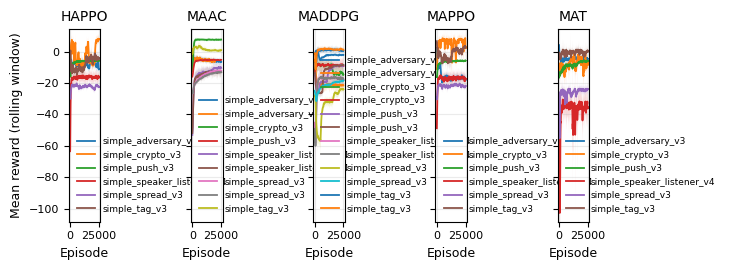 HAPPO
MAAC
MADDPG
MAPPO
MAT
Mean reward (rolling window)
0
−20
−40
−60
−80
−100
simple_adversary_v
simple_crypto_v3
simple_push_v3
simple_speaker_list
simple_spread_v3
simple_tag_v3
simple_adversary_v
simple_adversary_v
simple_crypto_v3
simple_push_v3
simple_speaker_list
simple_speaker_list
simple_spread_v3
simple_spread_v3
simple_tag_v3
simple_adversary_v
simple_adversary_v
simple_crypto_v3
simple_crypto_v3
simple_push_v3
simple_push_v3
simple_speaker_list
simple_speaker_list
simple_spread_v3
simple_spread_v3
simple_tag_v3
simple_tag_v3
simple_adversary_v3
simple_crypto_v3
simple_push_v3
simple_speaker_liste
simple_spread_v3
simple_tag_v3
simple_adversary_v3
simple_crypto_v3
simple_push_v3
simple_speaker_listener_v4
simple_spread_v3
simple_tag_v3
0 25000
0 25000
0 25000
0 25000
0 25000
Episode
Episode
Episode
Episode
Episode